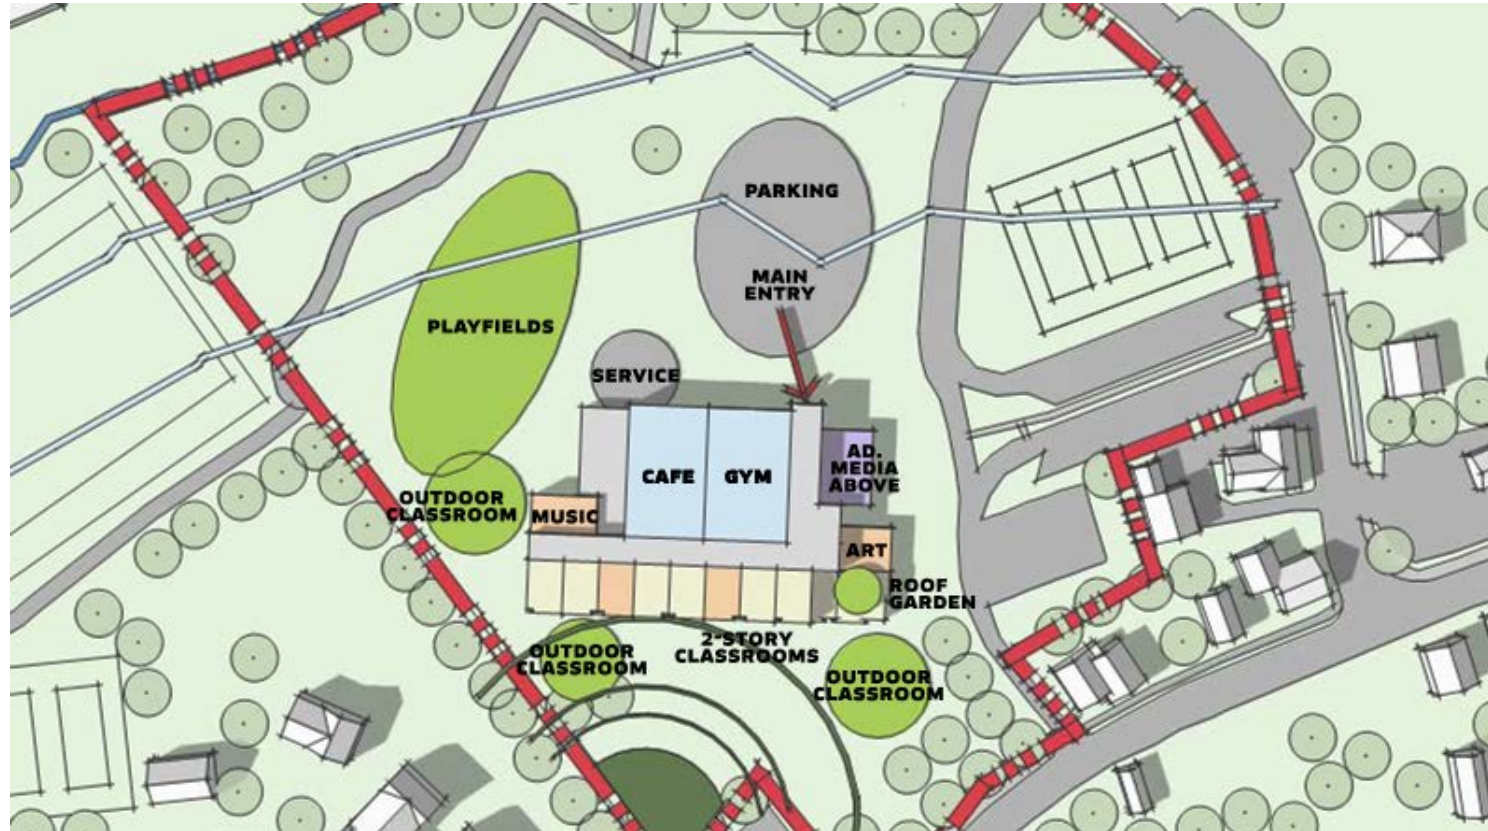 PARKING
MAIN
ENTRY
PLAYFIELDS
SERVICE
CAFE
GYM
AD.
MEDIA
ABOVE
OUTDOOR
CLASSROOM
MUSIC
ART
ROOF
GARDEN
2-STORY
CLASSROOMS
OUTDOOR
CLASSROOM
OUTDOOR
CLASSROOM